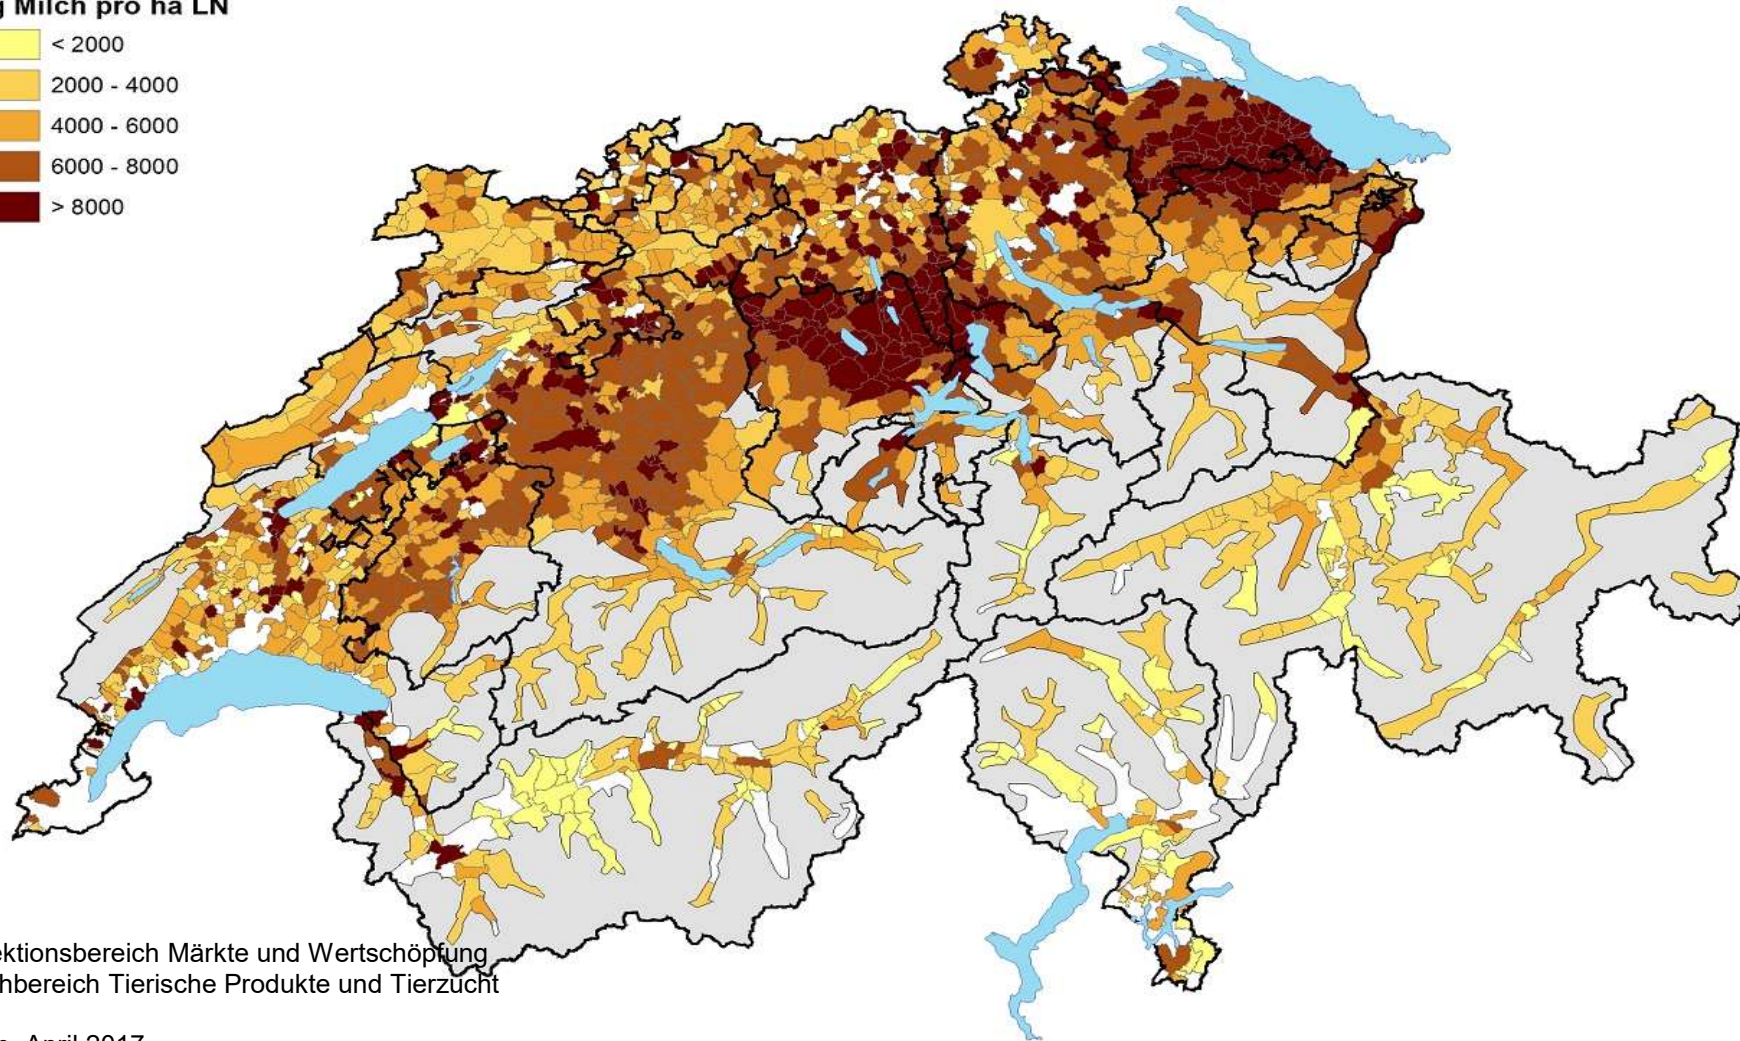 g Milch pro ha LN
< 2000
2000 - 4000
4000 - 6000
6000 - 8000
> 8000
ektionsbereich Märkte und Wertschöpfung
hbereich Tierische Produkte und Tierzucht
April 2017